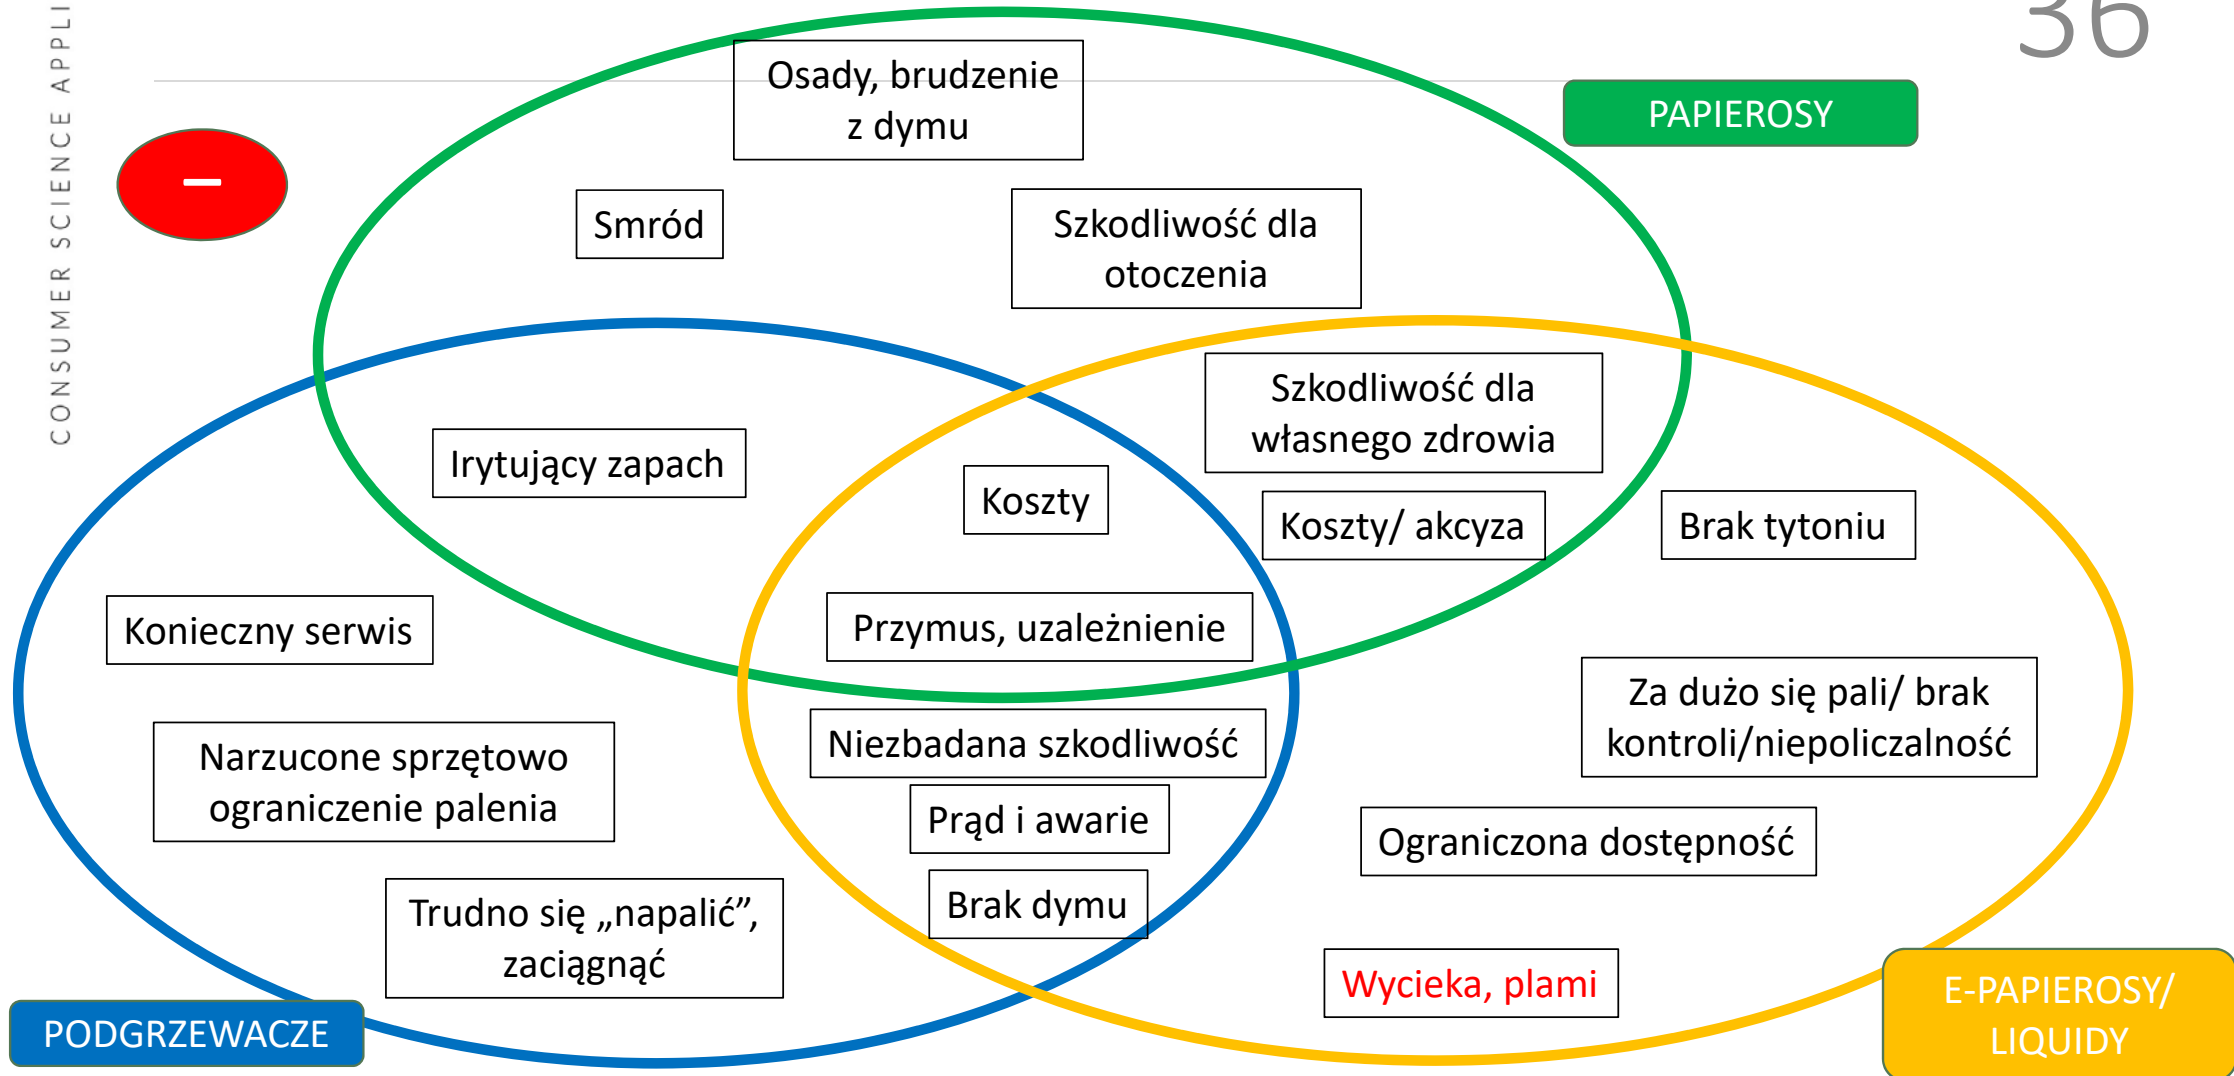 CONSUMER SCIENCE APPLI
36
Osady, brudzenie
z dymu
PAPIEROSY
–
Smród
Szkodliwość dla
otoczenia
Szkodliwość dla
własnego zdrowia
Irytujący zapach
Koszty
Koszty/ akcyza
Brak tytoniu
Konieczny serwis
Przymus, uzależnienie
Za dużo się pali/ brak
kontroli/niepoliczalność
Niezbadana szkodliwość
Narzucone sprzętowo
ograniczenie palenia
Prąd i awarie
Ograniczona dostępność
Brak dymu
Trudno się „napalić”,
zaciągnąć
Wycieka, plami
PODGRZEWACZE
E-PAPIEROSY/
LIQUIDY